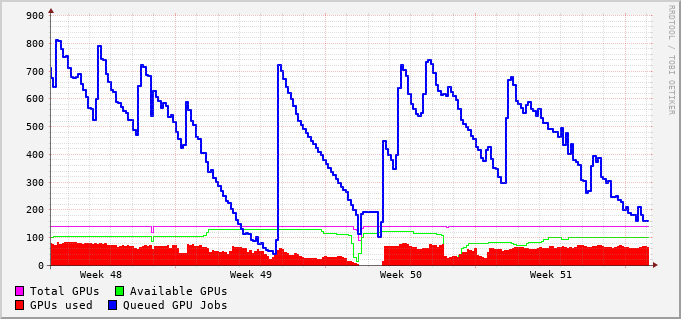 900
800
700
600
500
400
300
200
100
0
Week 48 Week 49 Week 50 Week 51
Total GPUs Available GPUs
GPUs used Queued GPU Jobs
RRDTOOL / TOBI OETIKER